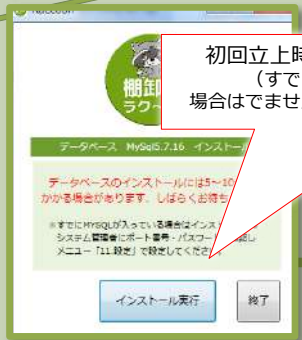 初回立上時
(すで
場合はでませ
棚卸
ラク
データベース MySql5.7.16 インストー
データベースのインストールには5～10
かかる場合があります。しばらくお待ち
※すでにMYSQLが入っている場合はインス
システム管理者にポート番号・パスワー
メニュー「11.設定」で設定してくださ
インストール実行
終了